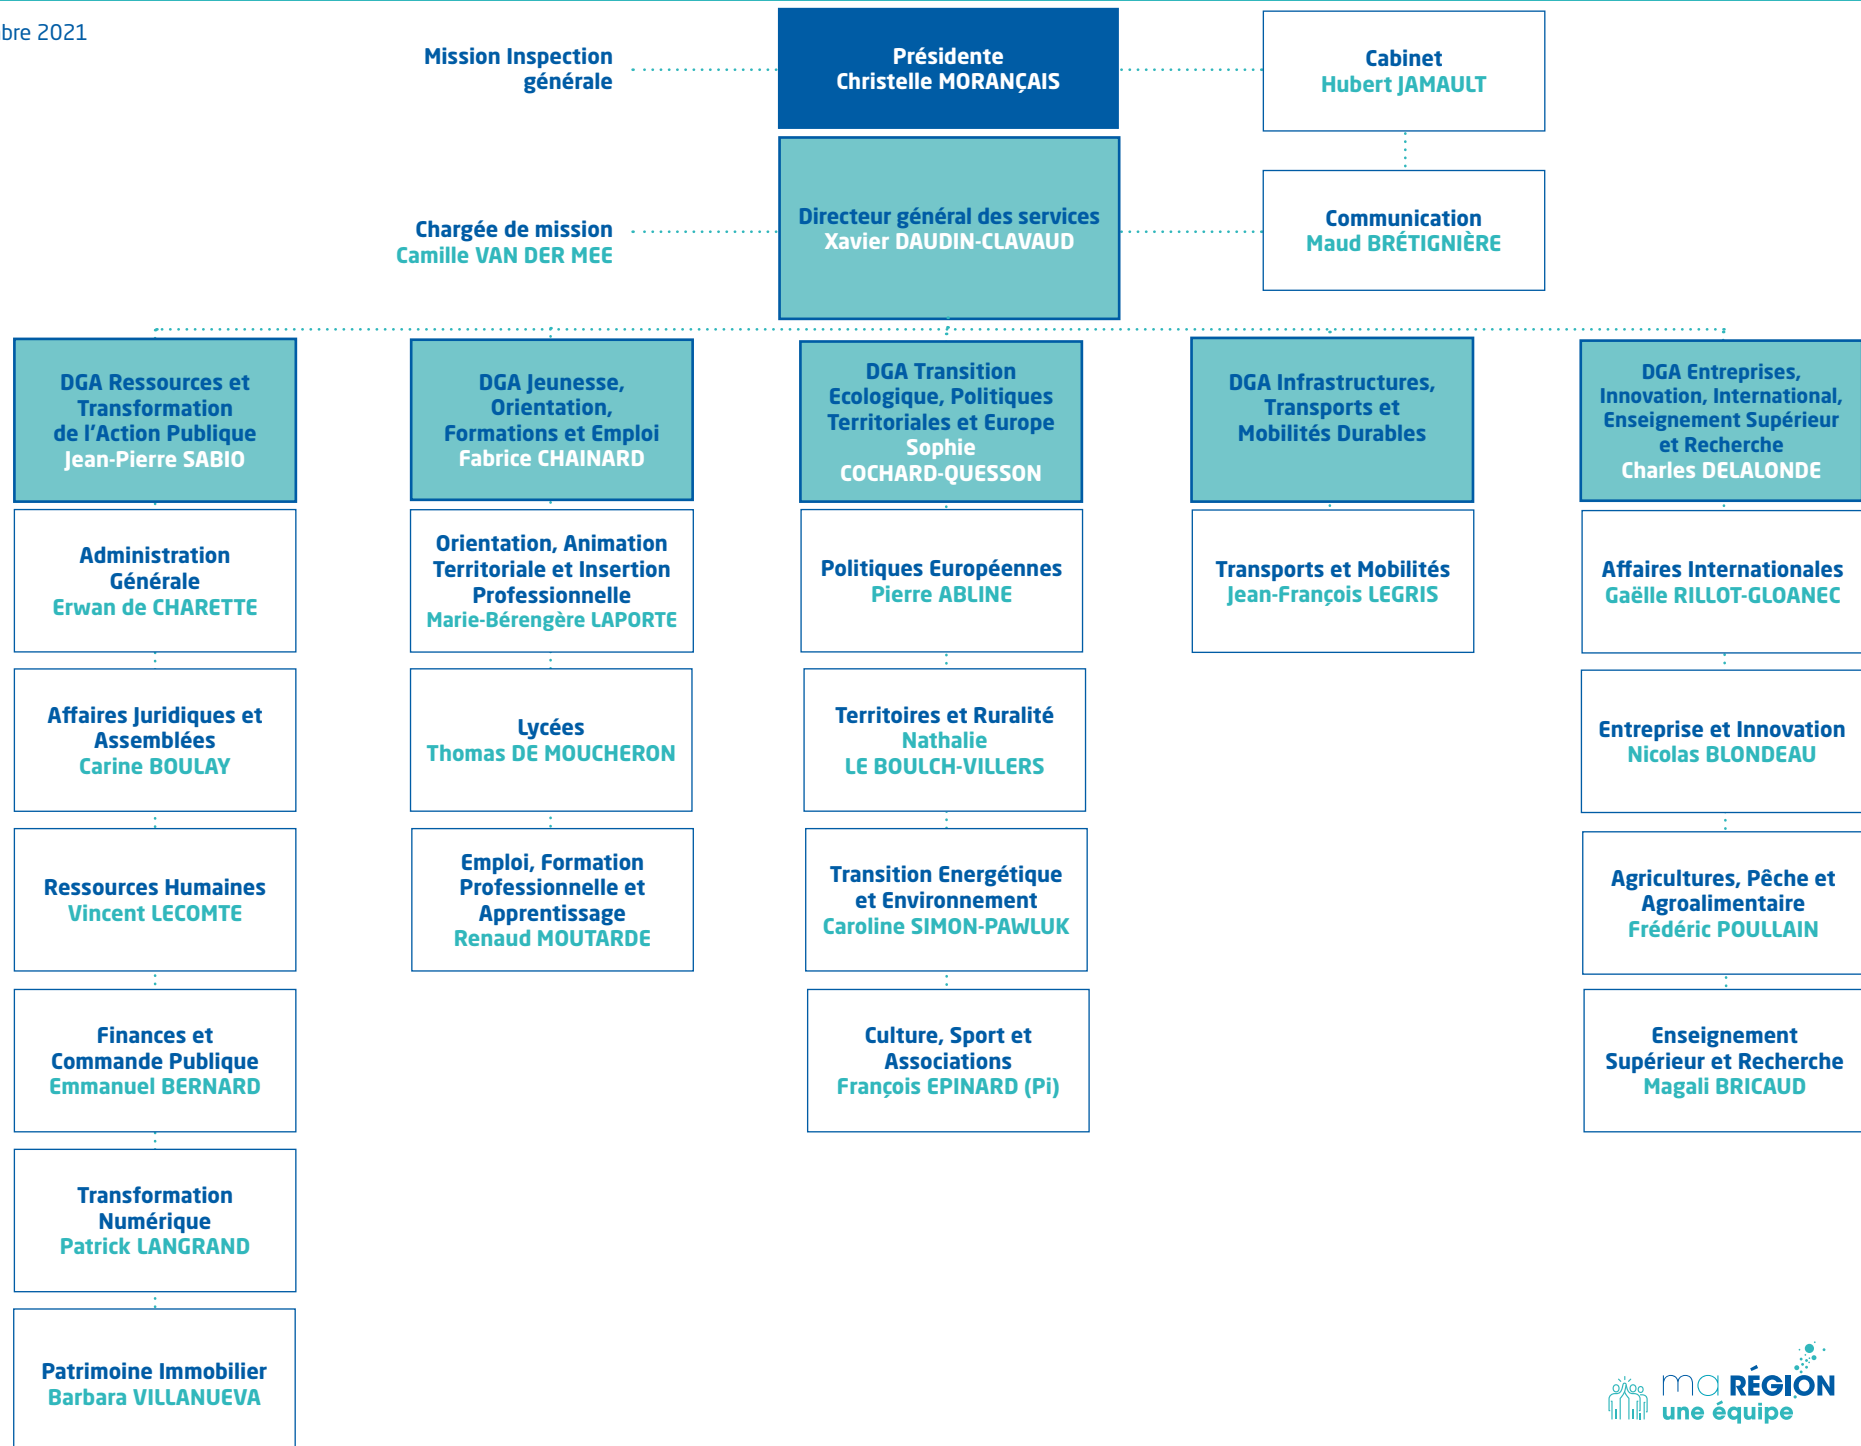 2021
Mission Inspection
générale
Présidente
Christelle MORANÇAIS
Cabinet
Hubert JAMAULT
Chargée de mission
Camille VAN DER MEE
Directeur général des services
Xavier DAUDIN-CLAVAUD
Communication
Maud BRÉTIGNIÈRE
DGA Ressources et
Transformation
de l'Action Publique
Jean-Pierre SABIO
Administration
Générale
Erwan de CHARETTE
Affaires Juridiques et
Assemblées
Carine BOULAY
Ressources Humaines
Vincent LECOMTE
Finances et
Commande Publique
Emmanuel BERNARD
Transformation
Numérique
Patrick LANGRAND
Patrimoine Immobilier
Barbara VILLANUEVA
DGA Jeunesse,
Orientation,
Formations et Emploi
Fabrice CHAINARD
Orientation, Animation
Territoriale et Insertion
Professionnelle
Marie-Bérengère LAPORTE
Lycées
Thomas DE MOUCHERON
Emploi, Formation
Professionnelle et
Apprentissage
Renaud MOUTARDE
DGA Transition
Ecologique, Politiques
Territoriales et Europe
Sophie
COCHARD-QUESSON
Politiques Européennes
Pierre ABLINE
Territoires et Ruralité
Nathalie
LE BOULCH-VILLERS
Transition Energétique
et Environnement
Caroline SIMON-PAWLUK
Culture, Sport et
Associations
François EPINARD (Pi)
DGA Infrastructures,
Transports et
Mobilités Durables
Transports et Mobilités
Jean-François LEGRIS
DGA Entreprises,
Innovation, International,
Enseignement Supérieur
et Recherche
Charles DELALONDE
Affaires Internationales
Gaëlle RILLOT-GLOANEC
Entreprise et Innovation
Nicolas BLONDEAU
Agricultures, Pêche et
Agroalimentaire
Frédéric POULLAIN
Enseignement
Supérieur et Recherche
Magali BRICAUD
ma RÉGION
une équipe